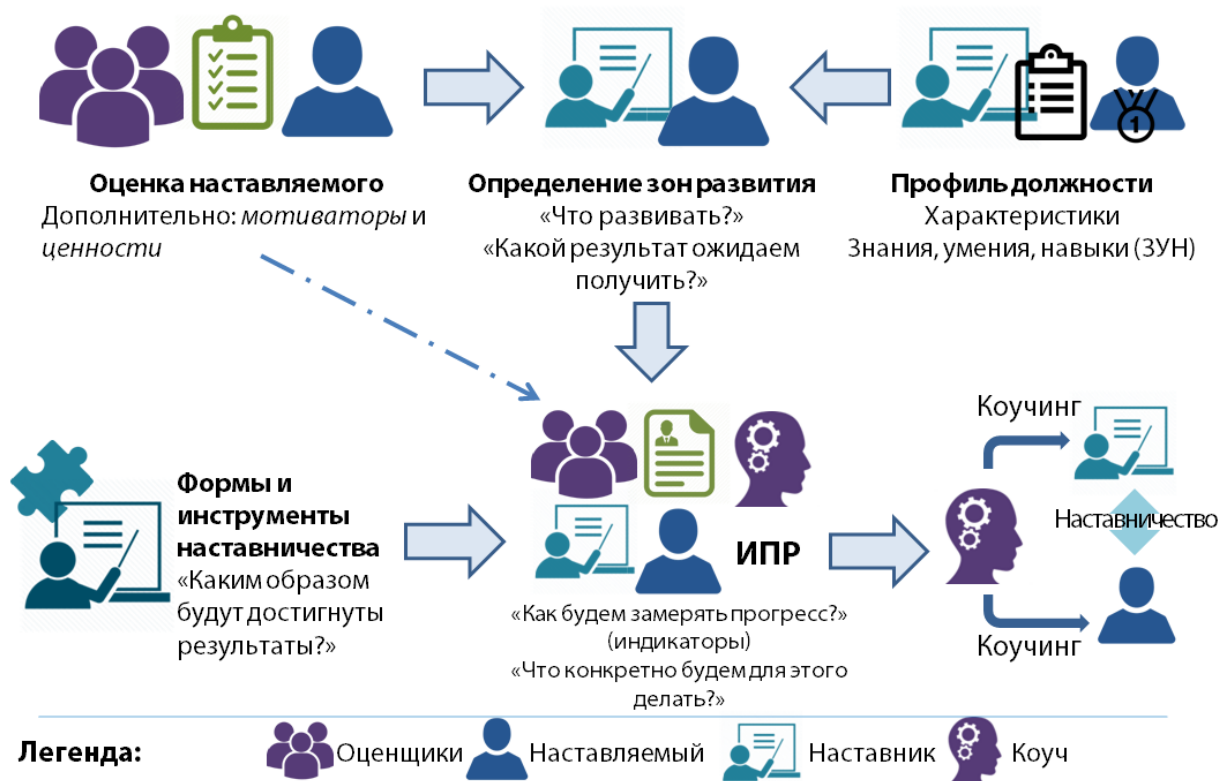 1
Оценка наставляемого
Дополнительно: мотиваторы и
ценности
Определение зон развития
«Что развивать?»
«Какой результат ожидаем
получить?»
Профиль должности
Характеристики
Знания, умения, навыки (ЗУН)
Формы и
инструменты
наставничества
«Каким образом
будут достигнуты
результаты?»
ИПР
«Как будем замерять прогресс?»
(индикаторы)
«Что конкретно будем для этого
делать?»
Коучинг
Наставничество
Коучинг
Легенда: Оценщики Наставляемый Наставник Коуч